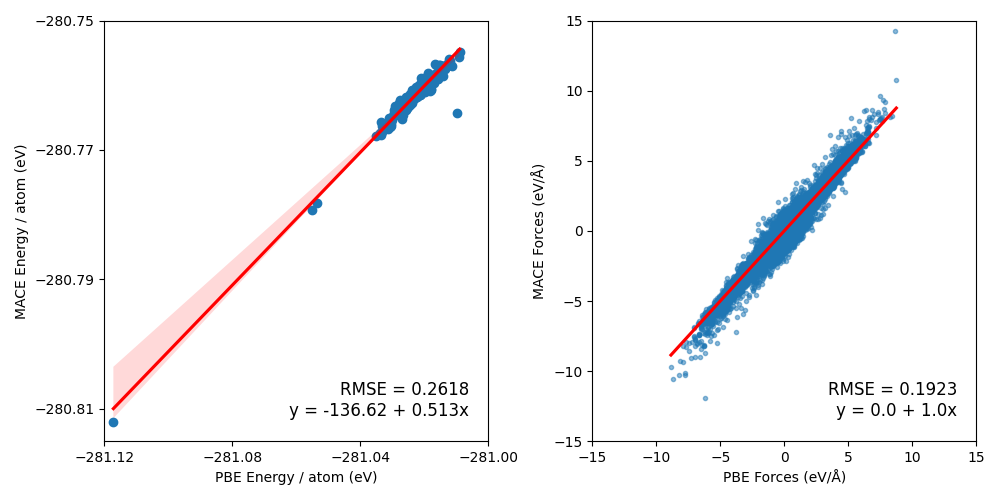 −280.75
−280.77
−280.79
−280.81
MACE Energy / atom (eV)
RMSE = 0.2618
y = -136.62 + 0.513x
−281.12
−281.08
−281.04
−281.00
PBE Energy / atom (eV)
15
10
5
0
−5
−10
−15
MACE Forces (eV/Å)
RMSE = 0.1923
y = 0.0 + 1.0x
−15
−10
−5
0
5
10
15
PBE Forces (eV/Å)